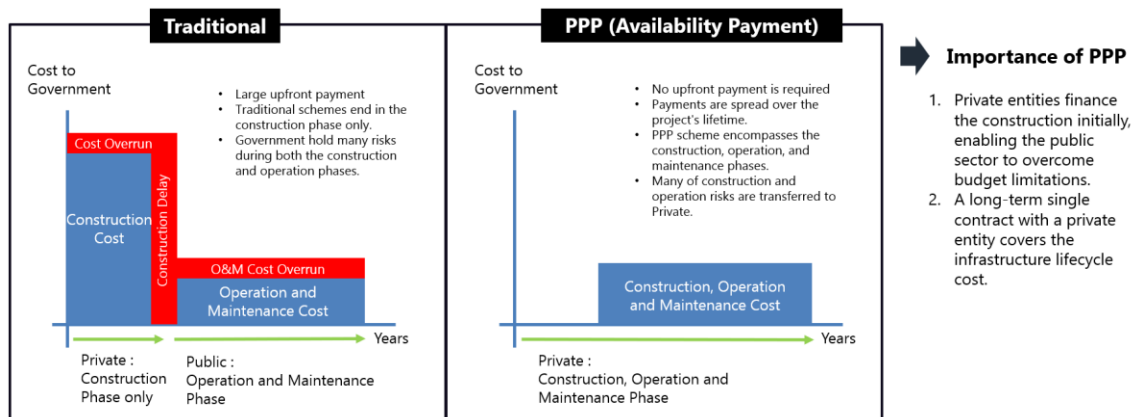 Traditional
Cost to
Government
• Large upfront payment
• Traditional schemes end in the
construction phase only.
• Government hold many risks
during both the construction
and operation phases.
Cost Overrun
Construction
Cost
Construction Delay
O&M Cost Overrun
Operation and
Maintenance Cost
Years
Private :
Construction
Phase only
Public :
Operation and Maintenance
Phase
PPP (Availability Payment)
Cost to
Government
• No upfront payment is required
• Payments are spread over the
project's lifetime.
• PPP scheme encompasses the
construction, operation, and
maintenance phases.
• Many of construction and
operation risks are transferred to
Private.
Construction, Operation
and Maintenance Cost
Years
Private :
Construction, Operation and
Maintenance Phase
Importance of PPP
1. Private entities finance
the construction initially,
enabling the public
sector to overcome
budget limitations.
2. A long-term single
contract with a private
entity covers the
infrastructure lifecycle
cost.